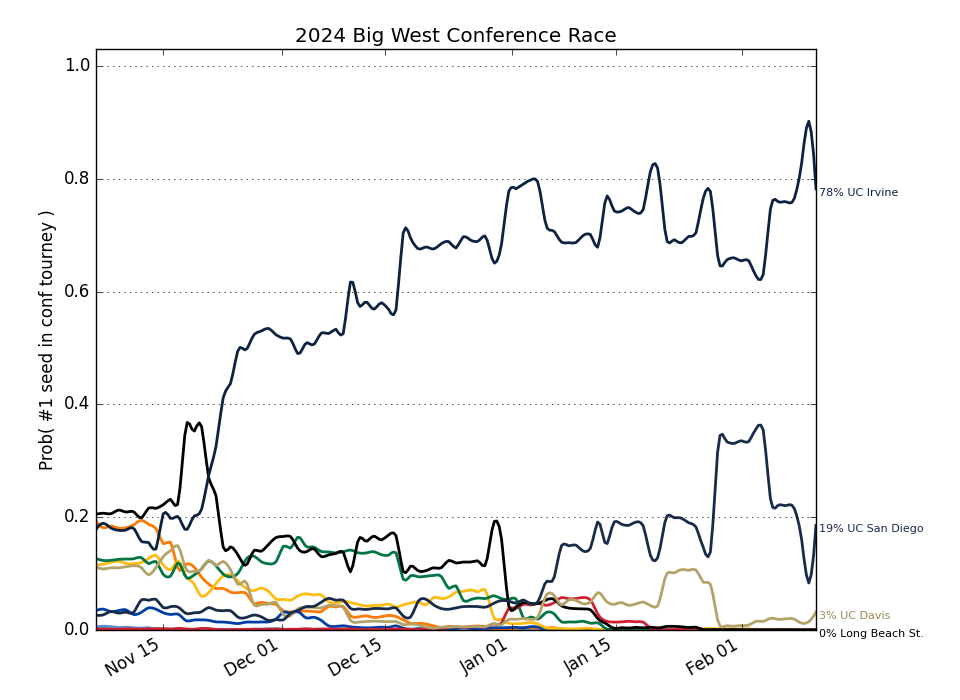 2024 Big West Conference Race
Prob( #1 seed in conf tourney )
1.0
0.8
0.6
0.4
0.2
0.0
78% UC Irvine
19% UC San Diego
3% UC Davis
0% Long Beach St.
Nov 15
Dec 01
Dec 15
Jan 01
Jan 15
Feb 01